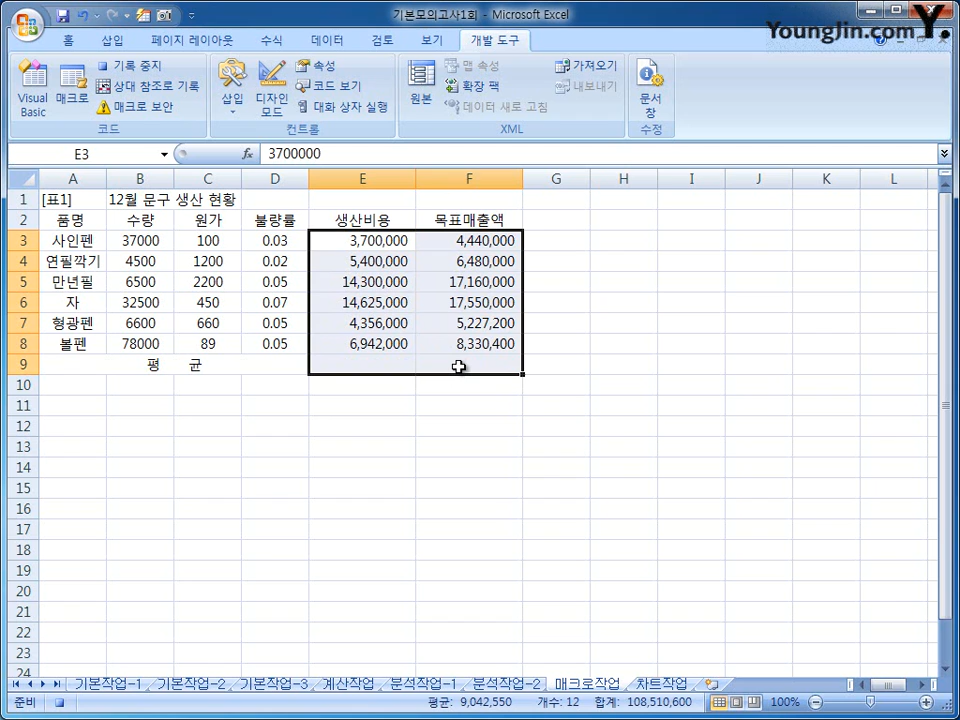 기본모의고사1회 - Microsoft Excel
Younglin.com Y.
홈 삽입 페이지 레이아웃 수식 데이터 검토 보기 개발 도구
Visual Basic
매크로
기록 중지
상대 참조로 기록
매크로 보안
코드
삽입
디자인 모드
속성
코드 보기
대화 상자 실행
컨트롤
원본
맵 속성
확장 팩
데이터 새로 고침
가져오기
내보내기
XML
문서 창
수정
E3 fx 3700000
A B C D E F G H I J K L
1 [표1] 12월 문구 생산 현황
2 품명 수량 원가 불량률 생산비용 목표매출액
3 사인펜 37000 100 0.03 3,700,000 4,440,000
4 연필깍기 4500 1200 0.02 5,400,000 6,480,000
5 만년필 6500 2200 0.05 14,300,000 17,160,000
6 자 32500 450 0.07 14,625,000 17,550,000
7 형광펜 6600 660 0.05 4,356,000 5,227,200
8 볼펜 78000 89 0.05 6,942,000 8,330,400
9 평 균
10
11
12
13
14
15
16
17
18
19
20
21
22
23
24
기본작업-1 기본작업-2 기본작업-3 계산작업 분석작업-1 분석작업-2 매크로작업 차트작업
준비 평균: 9,042,550 개수: 12 합계: 108,510,600 100%